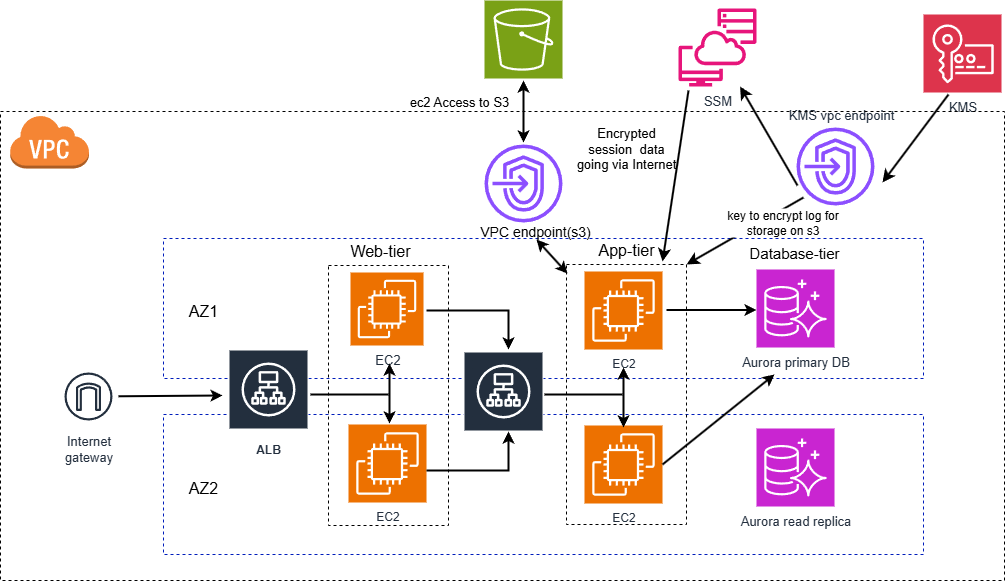 ec2 Access to S3
SSM
KMS
KMS vpc endpoint
Encrypted
session data
going via Internet
VPC
VPC endpoint(s3)
key to encrypt log for
storage on s3
Web-tier
App-tier
Database-tier
AZ1
EC2
EC2
Aurora primary DB
Internet
gateway
ALB
AZ2
EC2
EC2
Aurora read replica